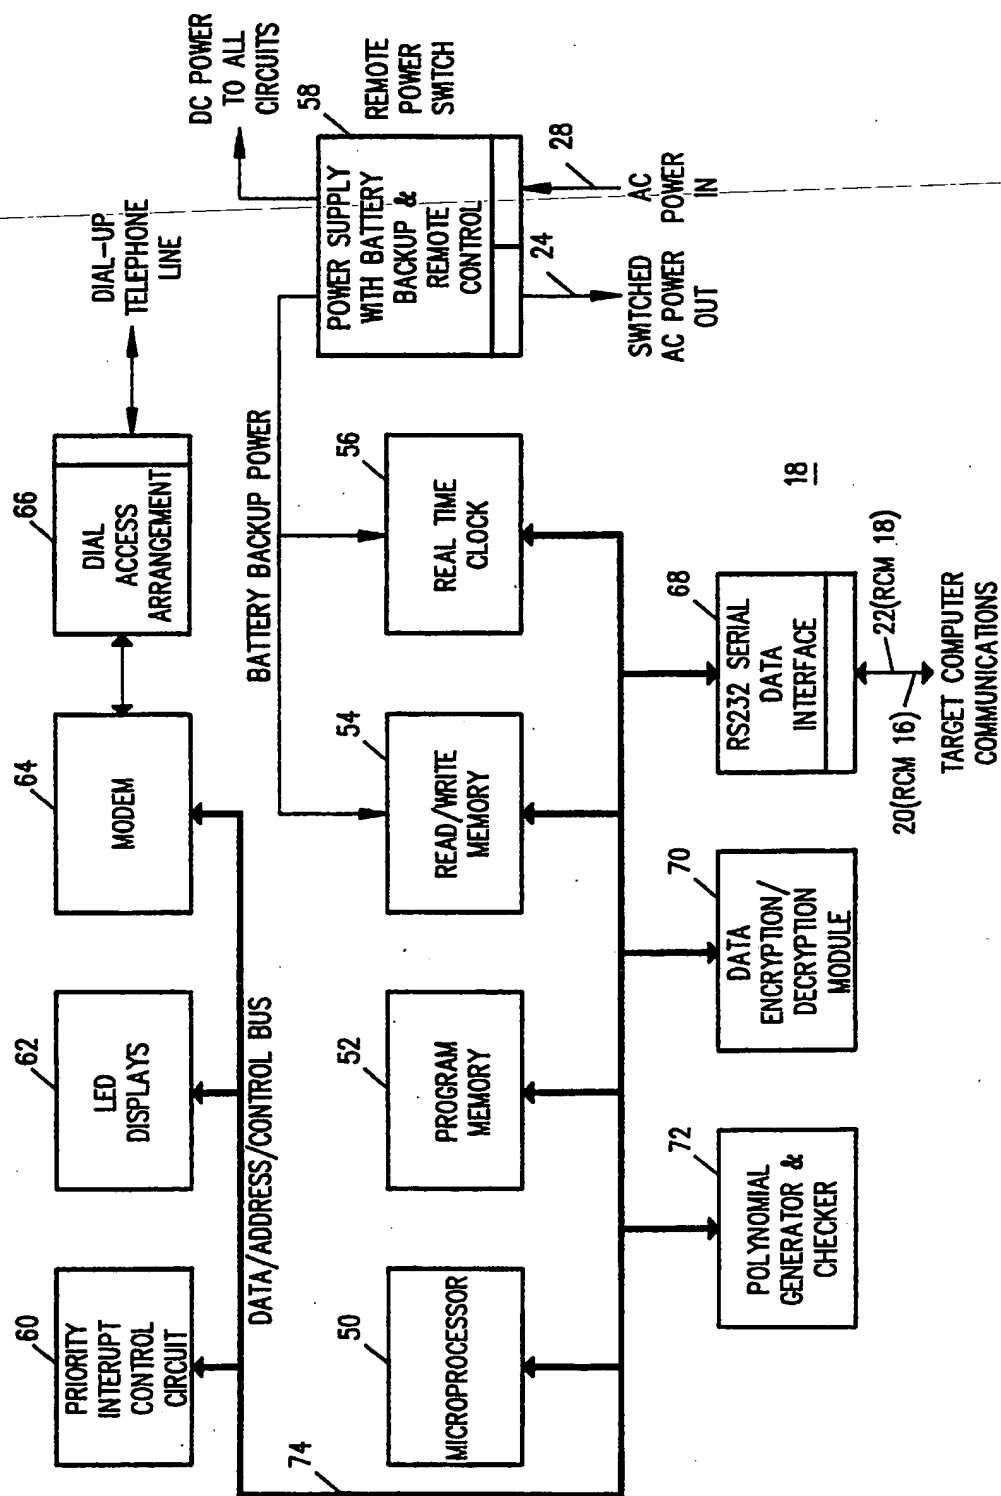 60
PRIORITY
INTERUPT
CONTROL
CIRCUIT
62
LED
DISPLAYS
64
MODEM
66
DIAL
ACCESS
ARRANGEMENT
DIAL-UP
TELEPHONE
LINE
DC POWER
TO ALL
CIRCUITS
74
DATA/ADDRESS/CONTROL BUS
BATTERY BACKUP POWER
58
REMOTE
POWER
SWITCH
POWER SUPPLY
WITH BATTERY
BACKUP &
REMOTE
CONTROL
50
MICROPROCESSOR
52
PROGRAM
MEMORY
54
READ/WRITE
MEMORY
56
REAL TIME
CLOCK
24
28
SWITCHED
AC POWER
OUT
AC
POWER
IN
72
POLYNOMIAL
GENERATOR &
CHECKER
70
DATA
ENCRYPTION/
DECRYPTION
MODULE
68
RS232 SERIAL
DATA
INTERFACE
18
20(RCM 16)
22(RCM 18)
TARGET COMPUTER
COMMUNICATIONS